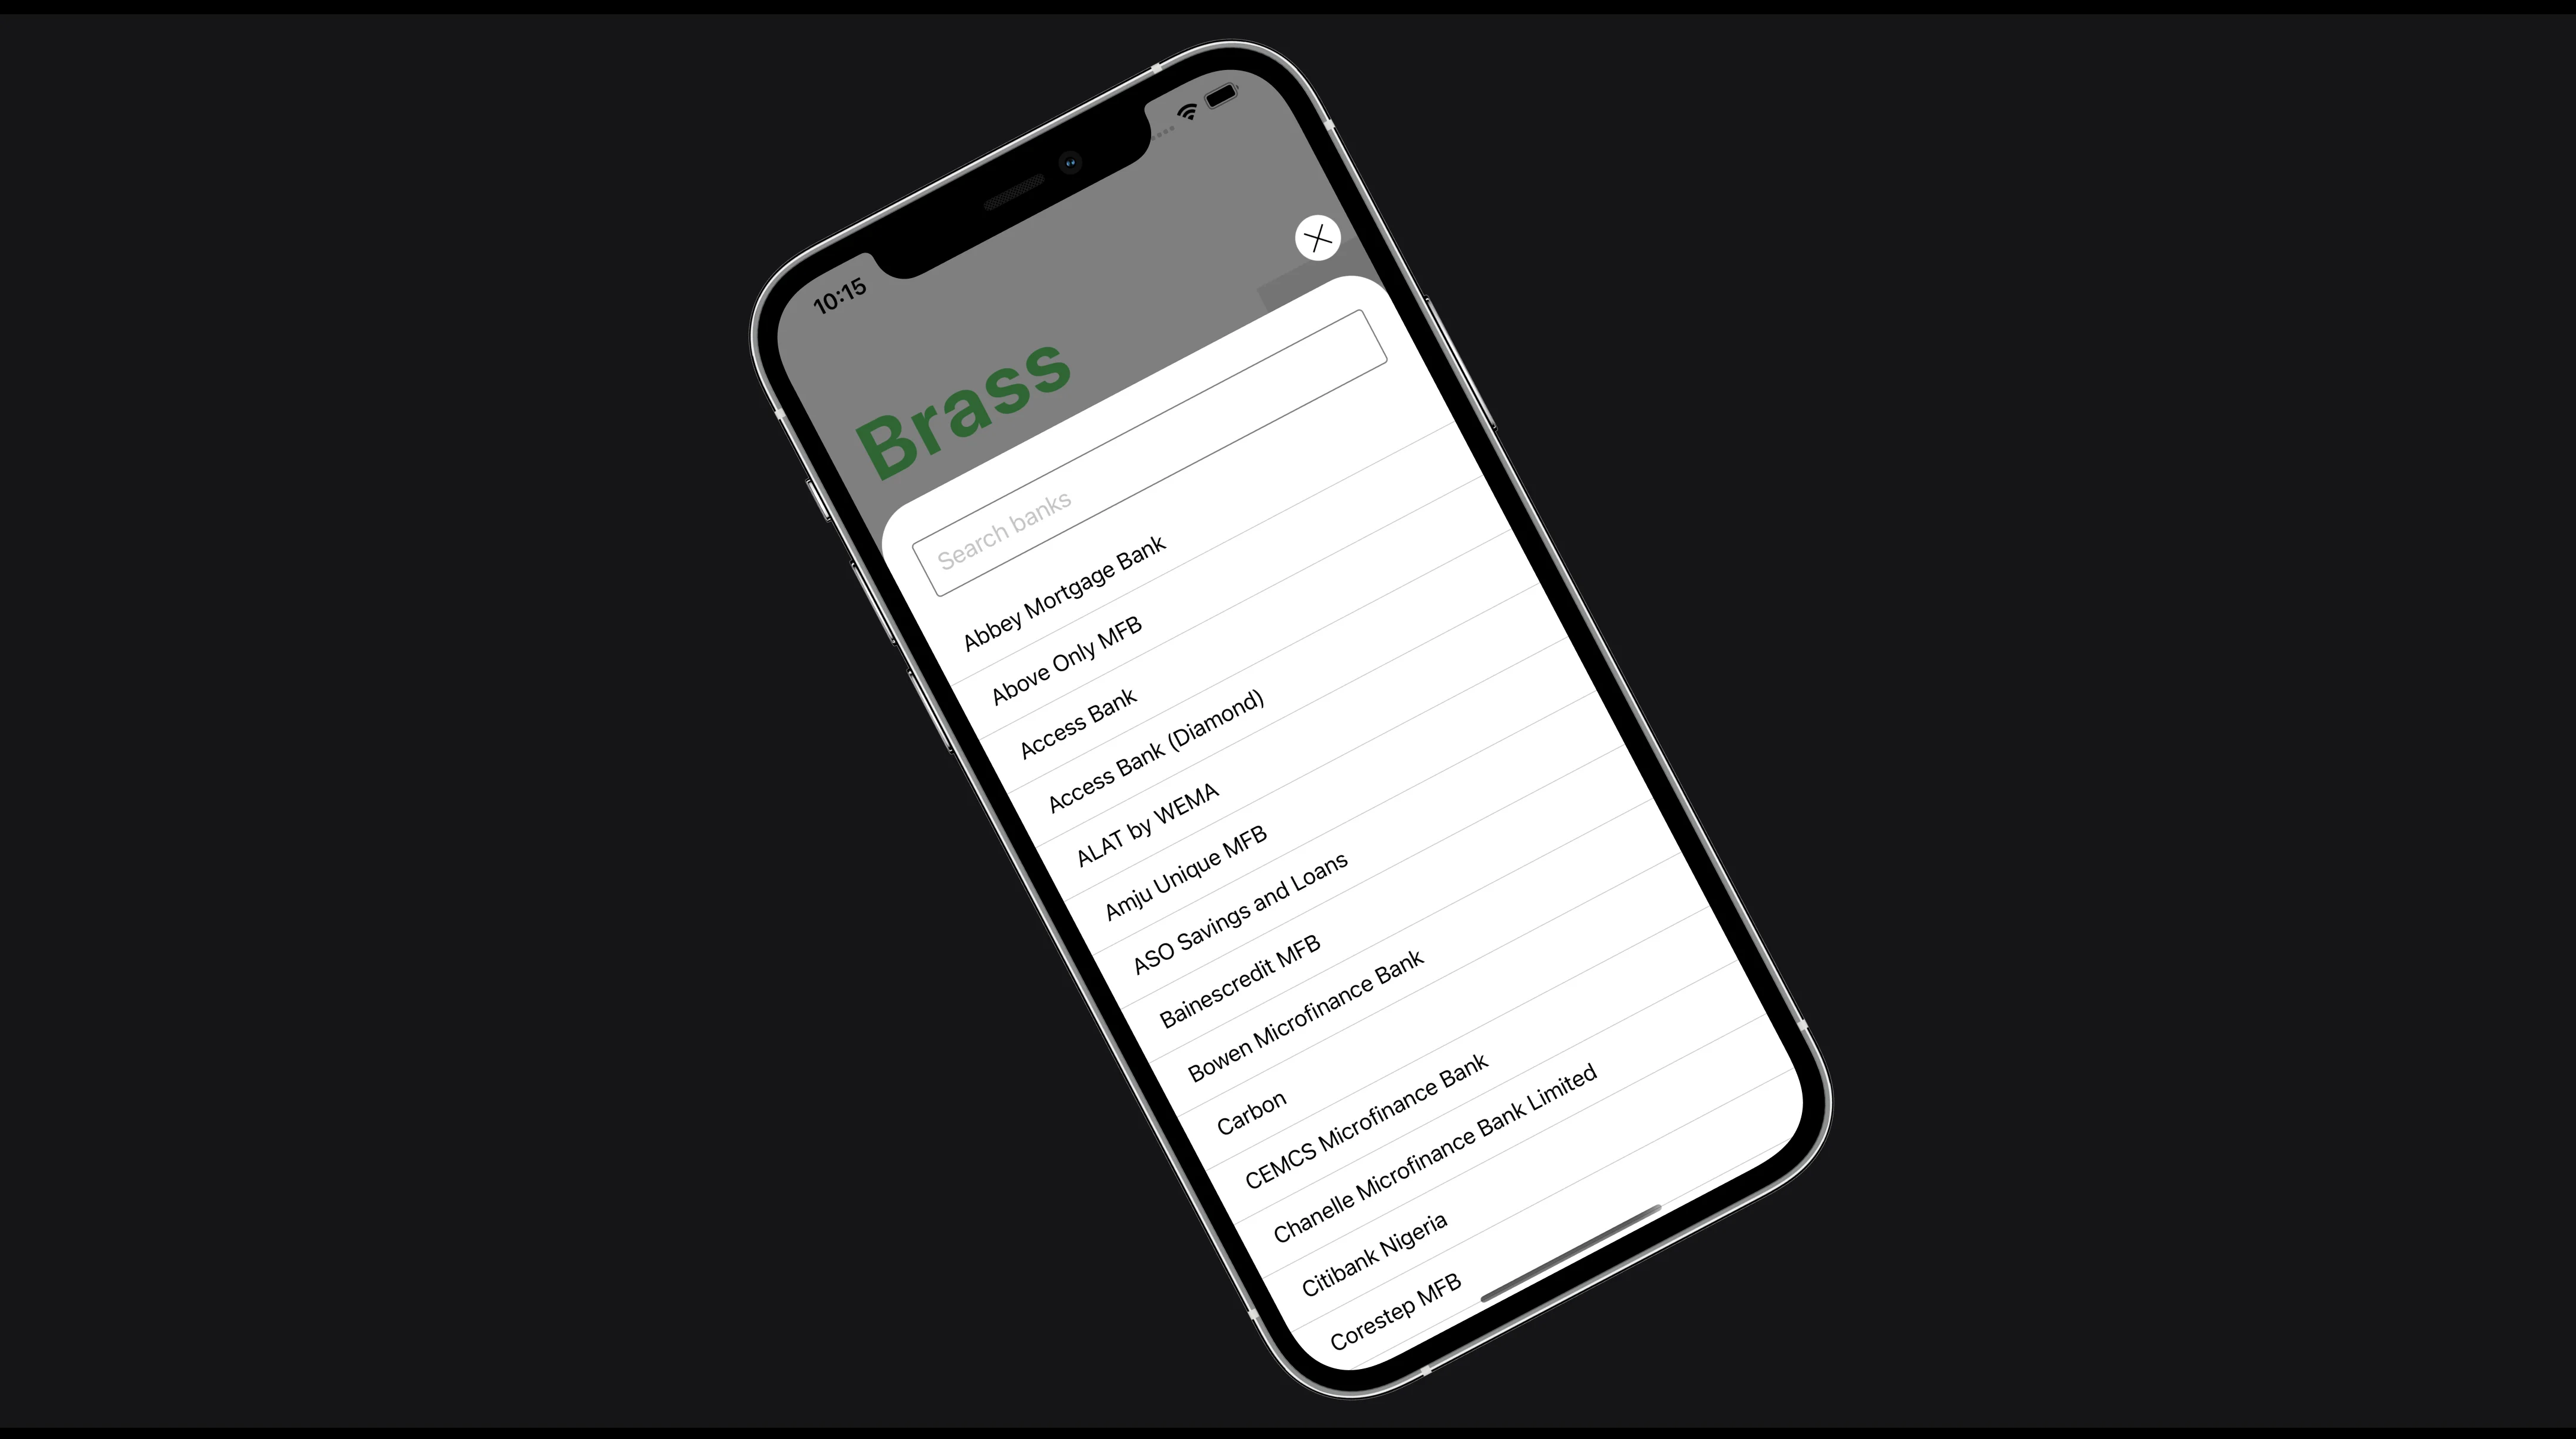 10:15
Brass
Search banks
Abbey Mortgage Bank
Above Only MFB
Access Bank
Access Bank (Diamond)
ALAT by WEMA
Amju Unique MFB
ASO Savings and Loans
Bainescredit MFB
Bowen Microfinance Bank
Carbon
CEMCS Microfinance Bank
Chanelle Microfinance Bank Limited
Citibank Nigeria
Corestep MFB